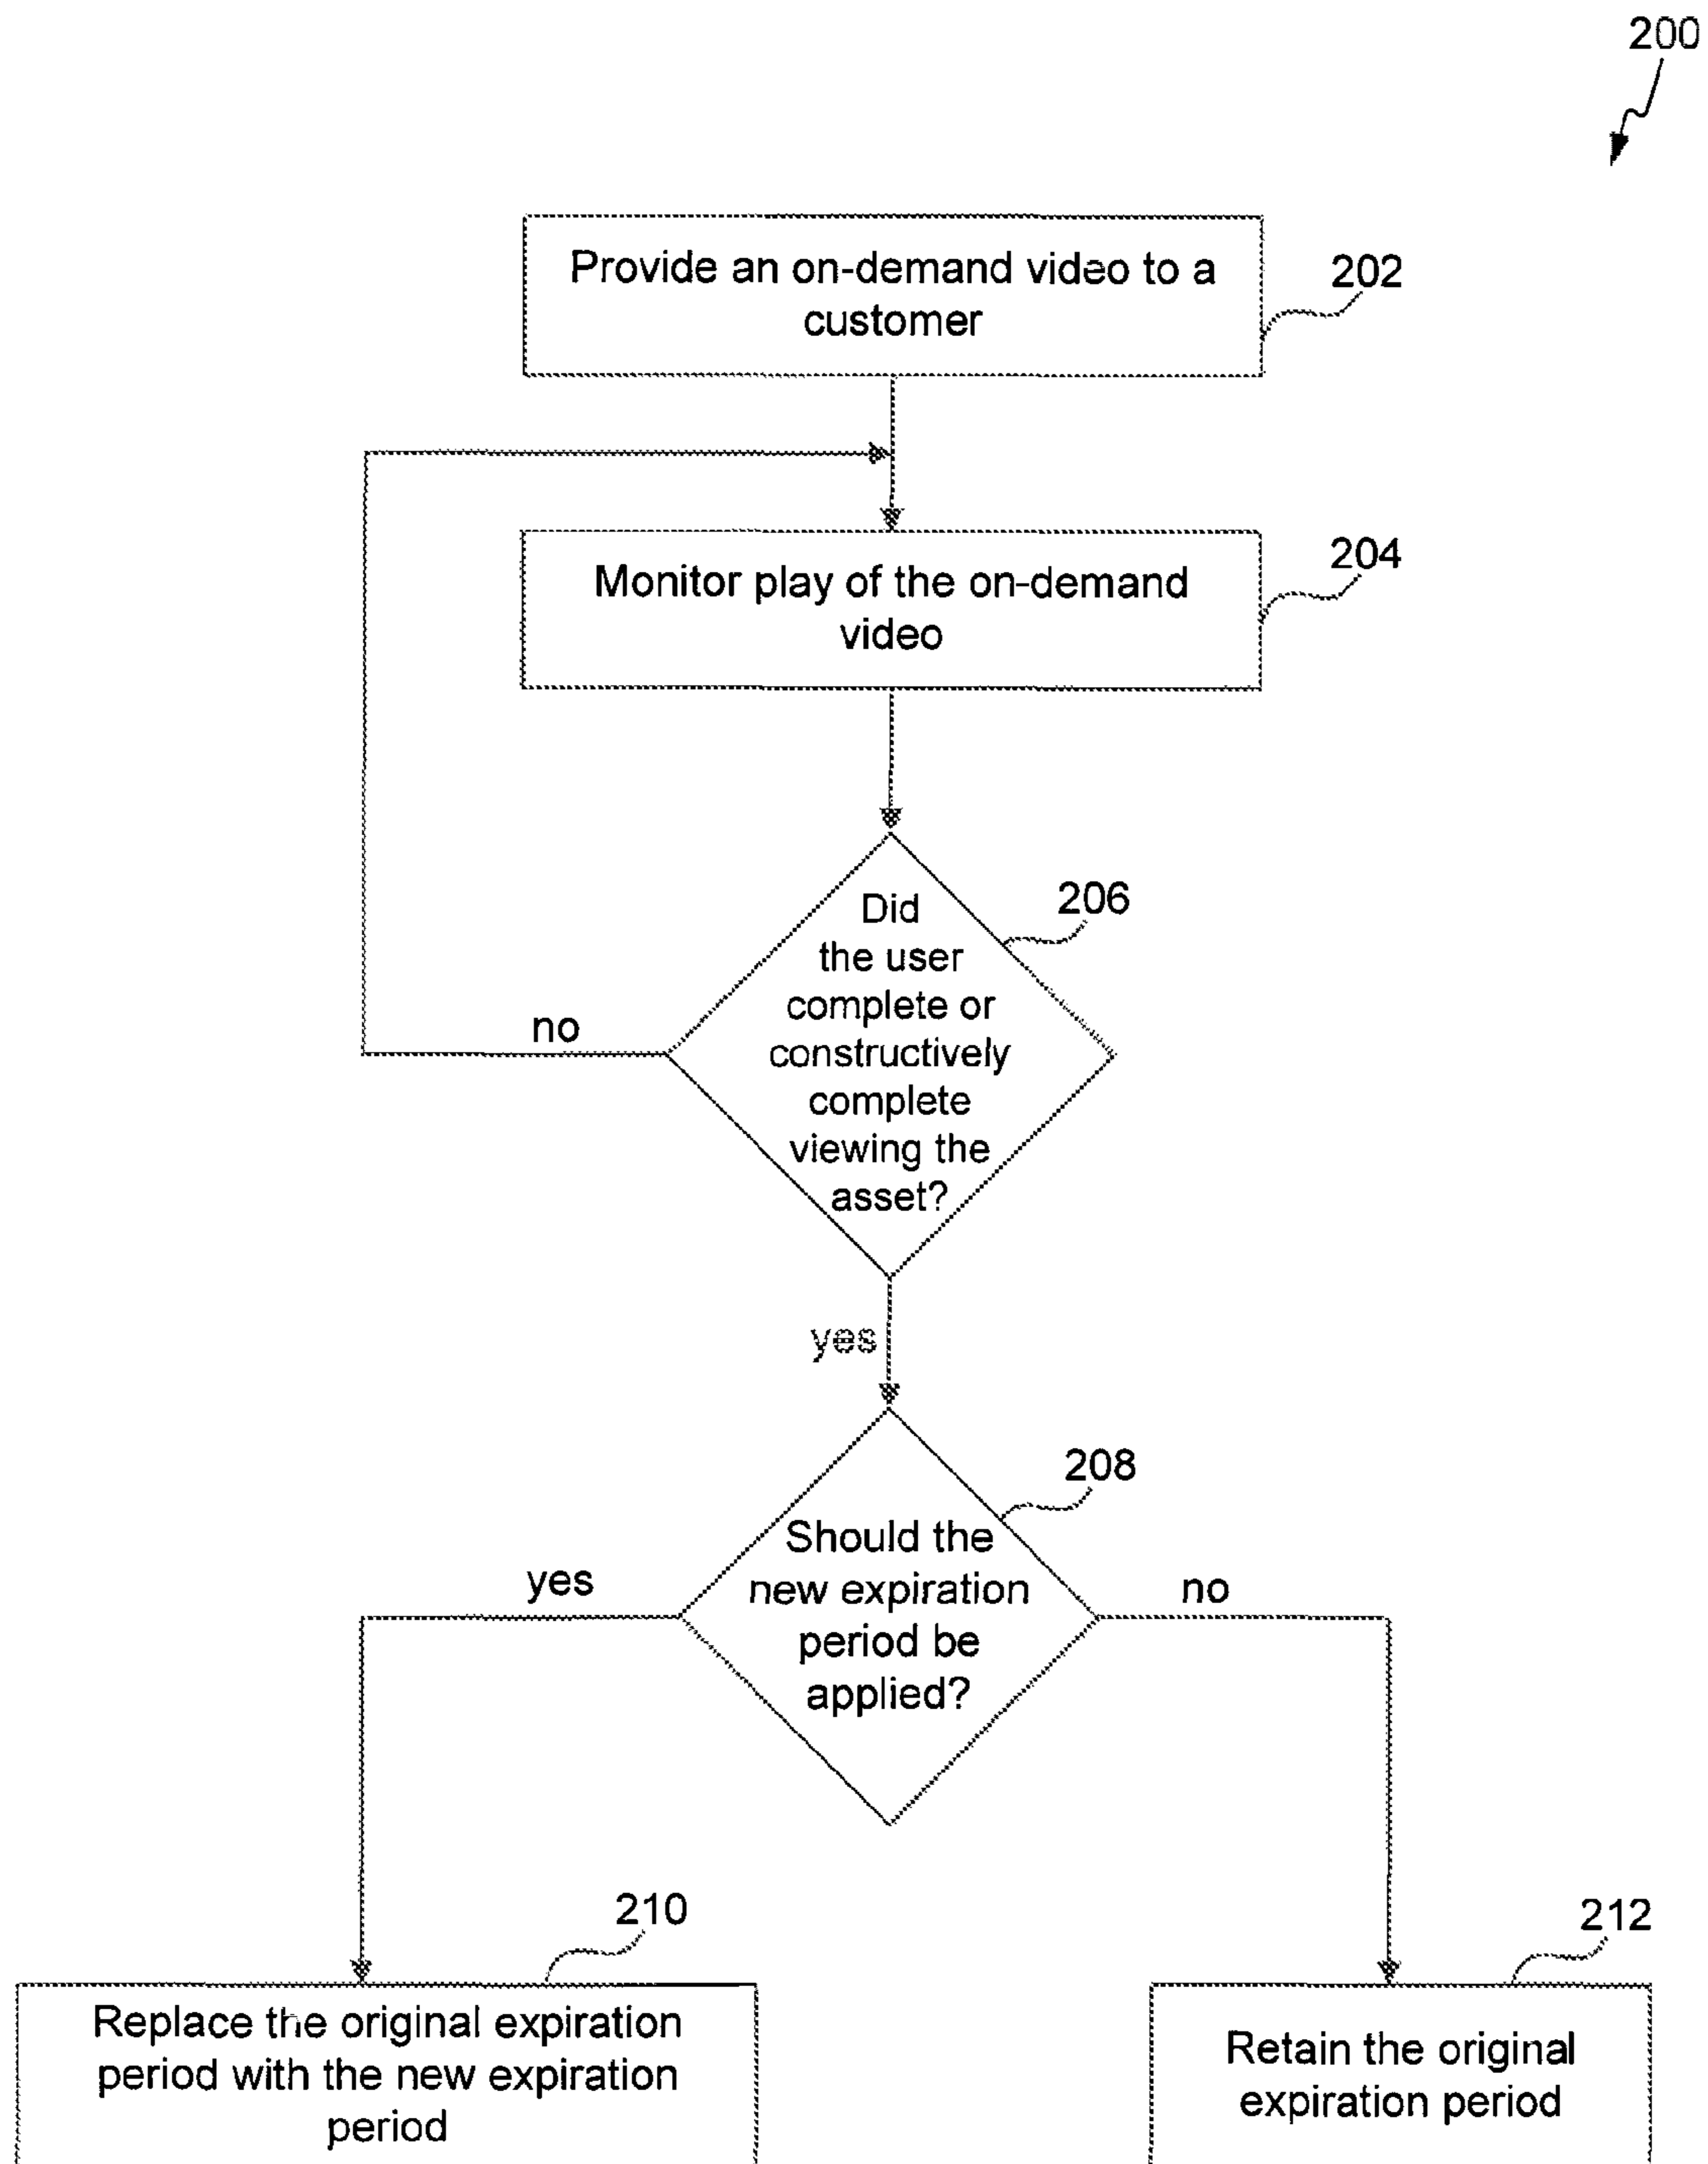 200
Provide an on-demand video to a
customer
202
Monitor play of the on-demand
video
204
Did
the user
complete or
constructively
complete
viewing the
asset?
206
no
yes
Should the
new expiration
period be
applied?
208
yes
no
210
212
Replace the original expiration
period with the new expiration
period
Retain the original
expiration period